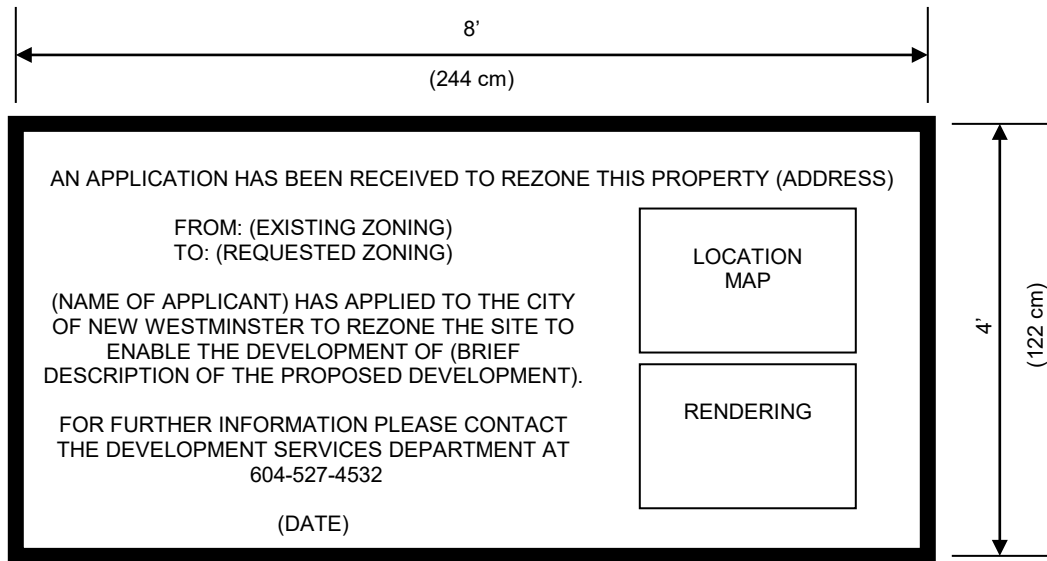 8’
(244 cm)
AN APPLICATION HAS BEEN RECEIVED TO REZONE THIS PROPERTY (ADDRESS)
FROM: (EXISTING ZONING)
TO: (REQUESTED ZONING)
(NAME OF APPLICANT) HAS APPLIED TO THE CITY
OF NEW WESTMINSTER TO REZONE THE SITE TO
ENABLE THE DEVELOPMENT OF (BRIEF
DESCRIPTION OF THE PROPOSED DEVELOPMENT).
FOR FURTHER INFORMATION PLEASE CONTACT
THE DEVELOPMENT SERVICES DEPARTMENT AT
604-527-4532
(DATE)
LOCATION
MAP
RENDERING
4’
(122 cm)